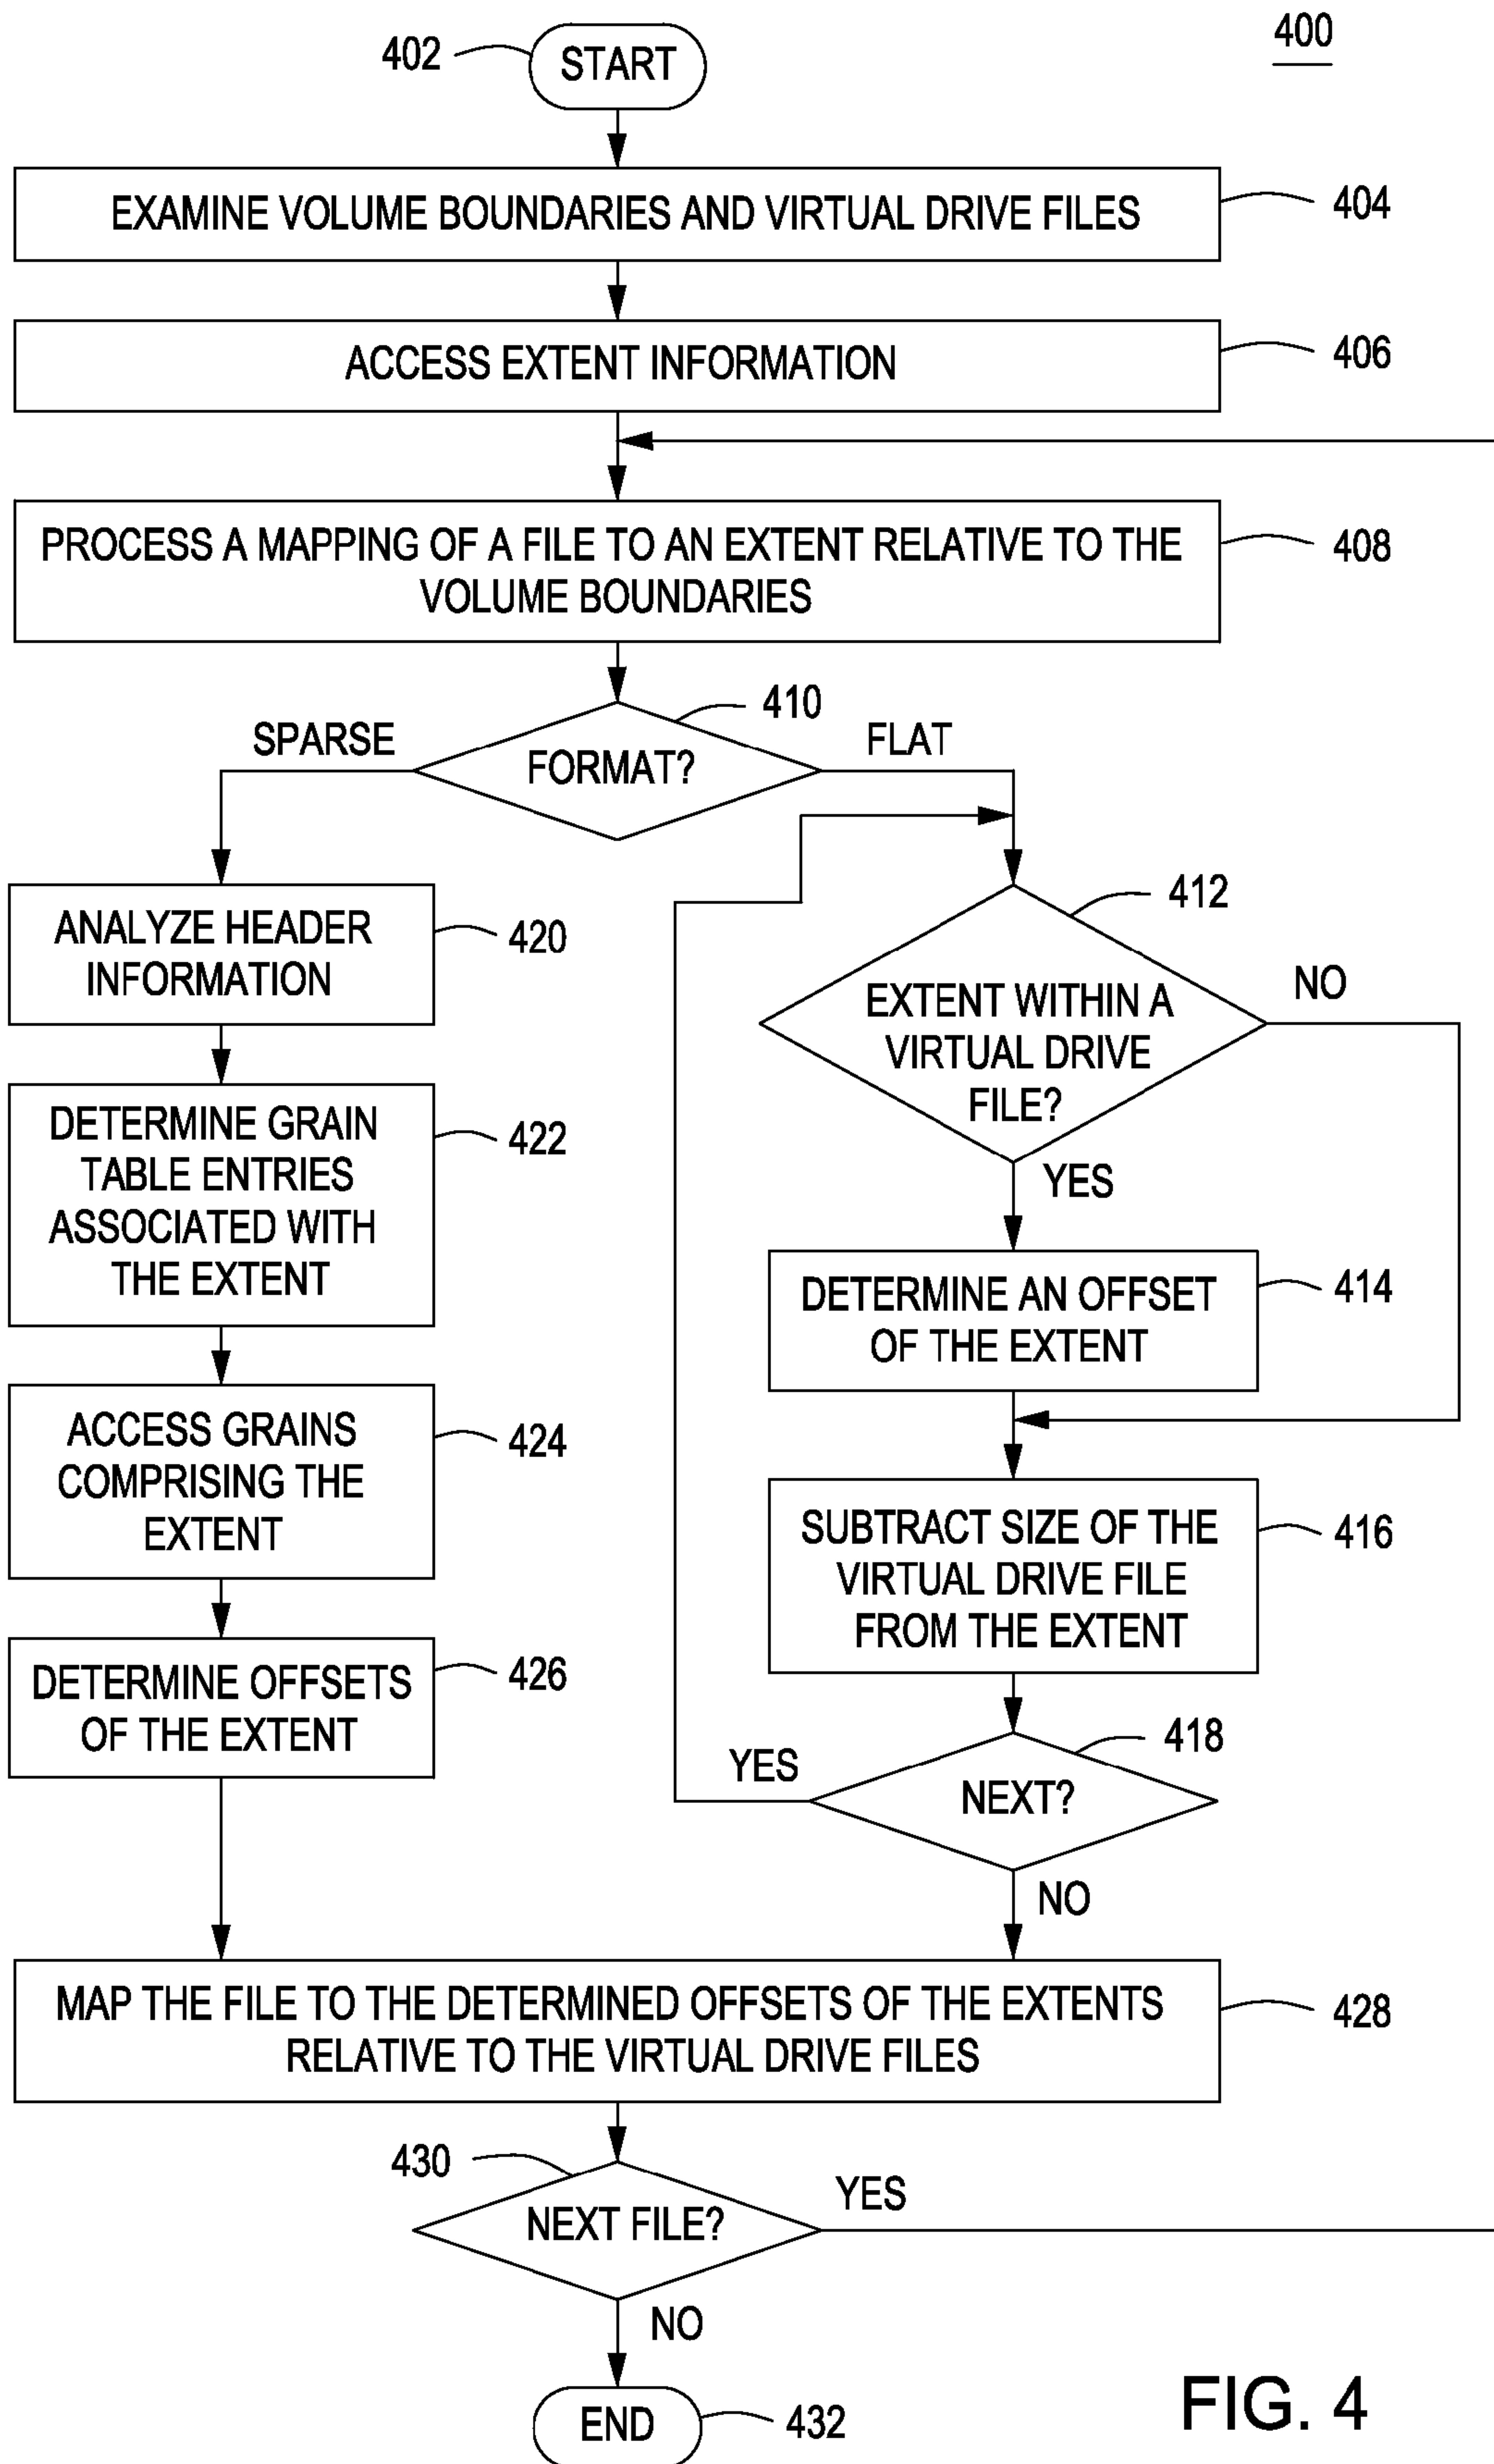 400
402
START
EXAMINE VOLUME BOUNDARIES AND VIRTUAL DRIVE FILES
404
ACCESS EXTENT INFORMATION
406
PROCESS A MAPPING OF A FILE TO AN EXTENT RELATIVE TO THE
VOLUME BOUNDARIES
408
410
SPARSE
FORMAT?
FLAT
ANALYZE HEADER
INFORMATION
420
DETERMINE GRAIN
TABLE ENTRIES
ASSOCIATED WITH
THE EXTENT
422
ACCESS GRAINS
COMPRISING THE
EXTENT
424
DETERMINE OFFSETS
OF THE EXTENT
426
412
EXTENT WITHIN A
VIRTUAL DRIVE
FILE?
NO
YES
DETERMINE AN OFFSET
OF THE EXTENT
414
SUBTRACT SIZE OF THE
VIRTUAL DRIVE FILE
FROM THE EXTENT
416
418
YES
NEXT?
NO
MAP THE FILE TO THE DETERMINED OFFSETS OF THE EXTENTS
RELATIVE TO THE VIRTUAL DRIVE FILES
428
430
NEXT FILE?
YES
NO
END
432
FIG. 4